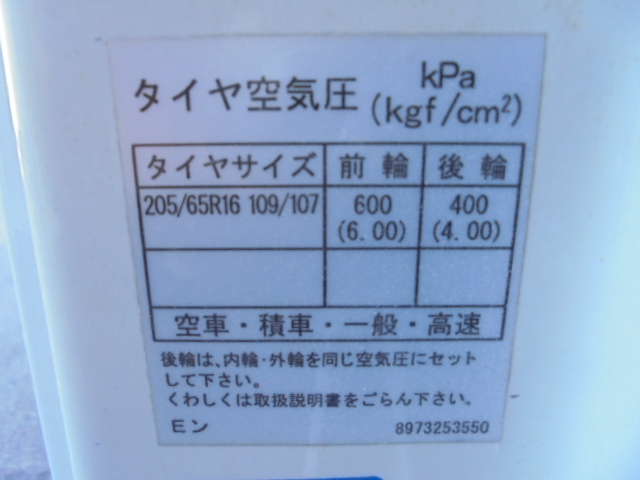 タイヤ空気圧 kPa
(kgf/cm²)
タイヤサイズ 前輪 後輪
205/65R16 109/107 600 400
(6.00) (4.00)
空車・積車・一般・高速
後輪は、内輪・外輪を同じ空気圧にセット
して下さい。
くわしくは取扱説明書をごらん下さい。
エン 8973253550